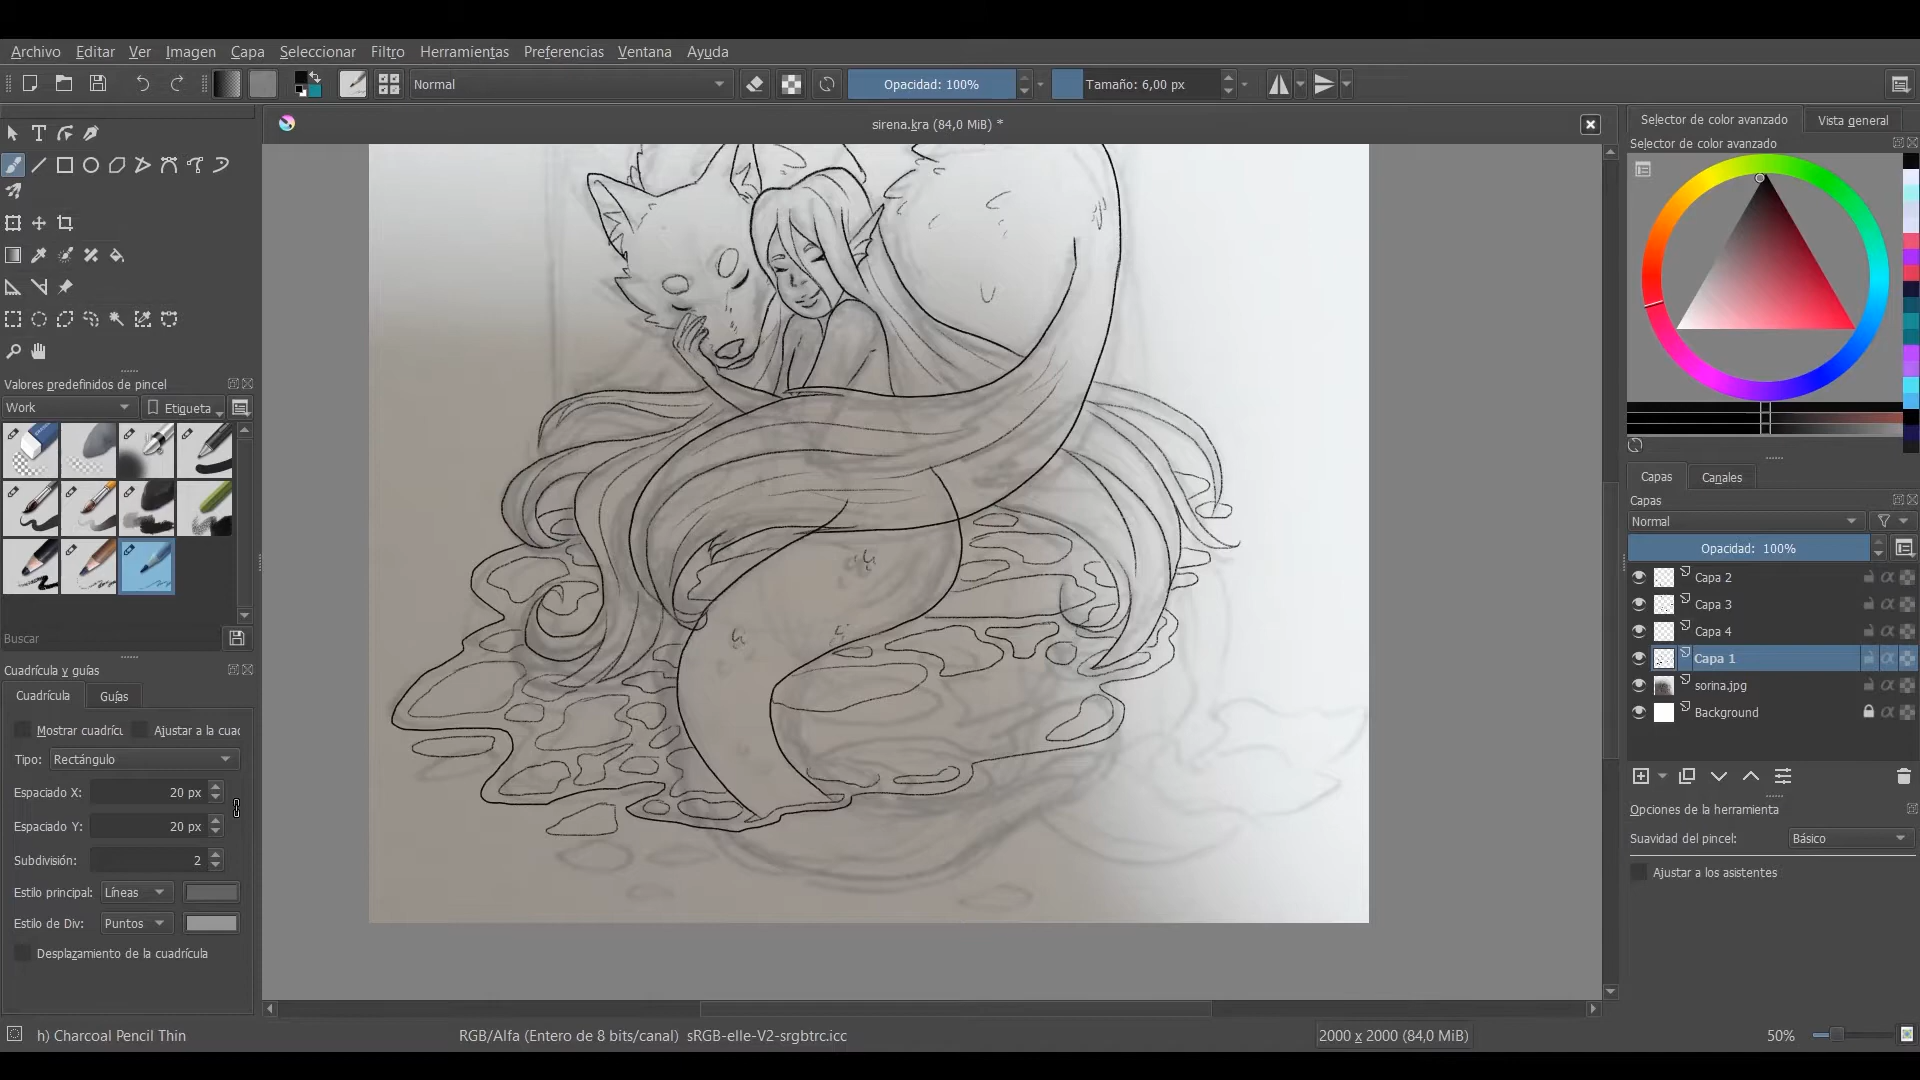 Archivo Editar Ver Imagen Capa Seleccionar Filtro Herramientas Preferencias Ventana Ayuda
Normal Opacidad: 100% Tamaño: 6,00 px
sirena.kra (84,0 MiB) *
Selector de color avanzado Vista general
Selector de color avanzado
Valores predefinidos de pincel
Work Etiqueta
Buscar
Cuadrícula y guías
Cuadrícula Guías
Mostrar cuadrícu Ajustar a la cuad
Tipo: Rectángulo
Espaciado X: 20 px
Espaciado Y: 20 px
Subdivisión: 2
Estilo principal: Líneas
Estilo de Div: Puntos
Desplazamiento de la cuadrícula
Capas Canales
Capas
Normal
Opacidad: 100%
Capa 2
Capa 3
Capa 4
Capa 1
sorina.jpg
Background
Opciones de la herramienta
Suavidad del pincel: Básico
Ajustar a los asistentes
h) Charcoal Pencil Thin RGB/Alfa (Entero de 8 bits/canal) sRGB-elle-V2-srgbtrc.icc 2000 x 2000 (84,0 MiB) 50%